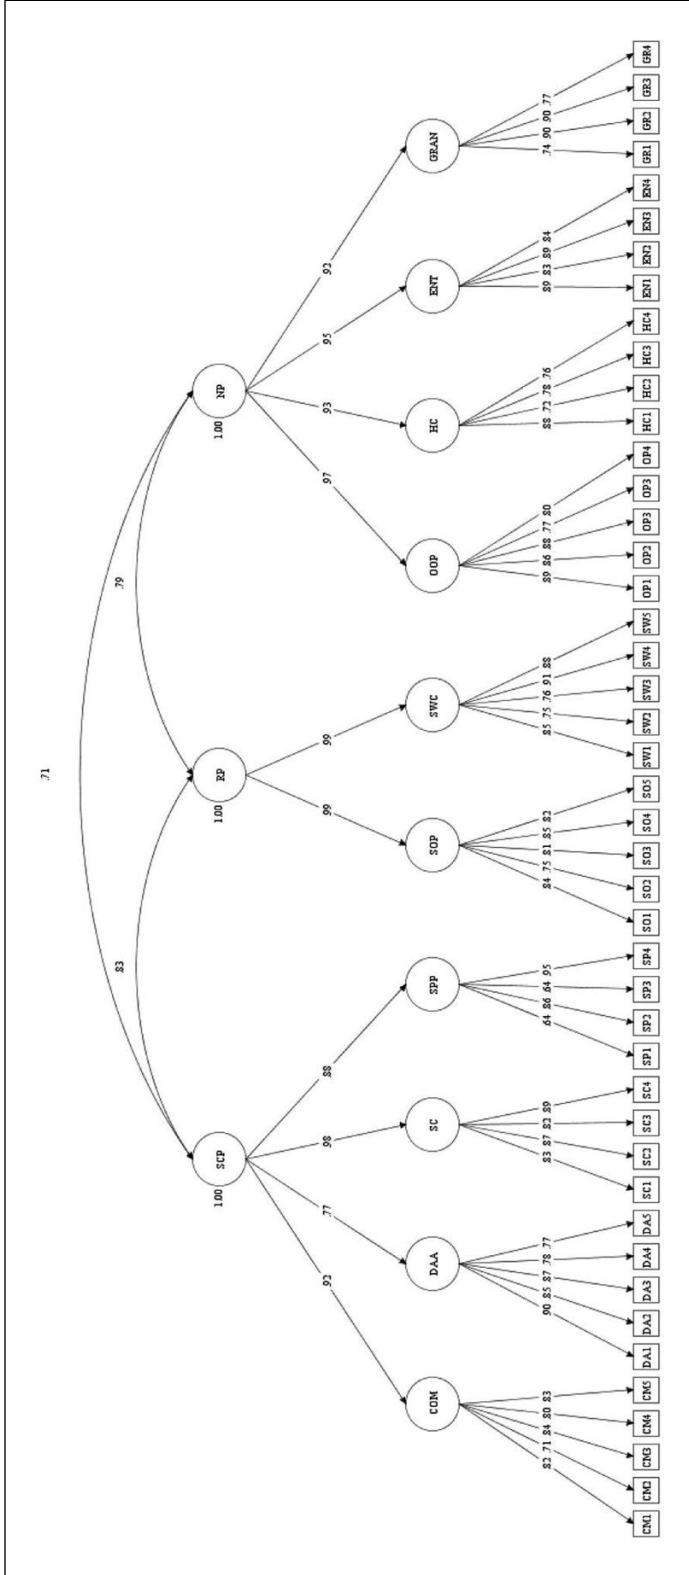 .71
.83 .79
1.00 SCP 1.00 RP 1.00 NP
.92 .77 .98 .88 .99 .99 .97 .93 .95 .92
COM DAA SC SPP SOP SWC OOP HC ENT GRAN
.82 .71 .84 .80 .83 .90 .85 .87 .78 .77 .83 .87 .82 .89 .64 .86 .64 .95 .84 .75 .81 .85 .82 .85 .75 .76 .91 .88 .89 .86 .88 .77 .80 .88 .72 .78 .76 .89 .83 .89 .84 .74 .90 .90 .77
CM1 CM2 CM3 CM4 CM5 DA1 DA2 DA3 DA4 DA5 SC1 SC2 SC3 SC4 SP1 SP2 SP3 SP4 SO1 SO2 SO3 SO4 SO5 SW1 SW2 SW3 SW4 SW5 OP1 OP2 OP3 OP3 OP4 HC1 HC2 HC3 HC4 EN1 EN2 EN3 EN4 GR1 GR2 GR3 GR4